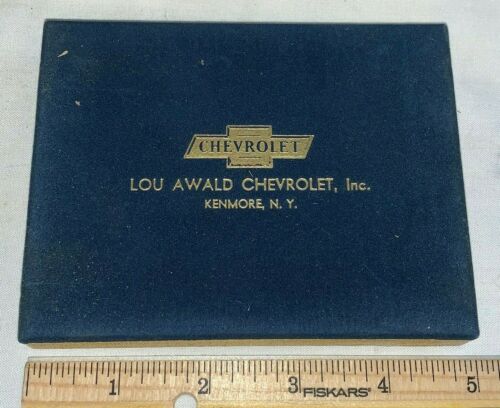 CHEVROLET
LOU AWALD CHEVROLET, Inc.
KENMORE, N. Y.
1 2 3 4 5
FISKARS